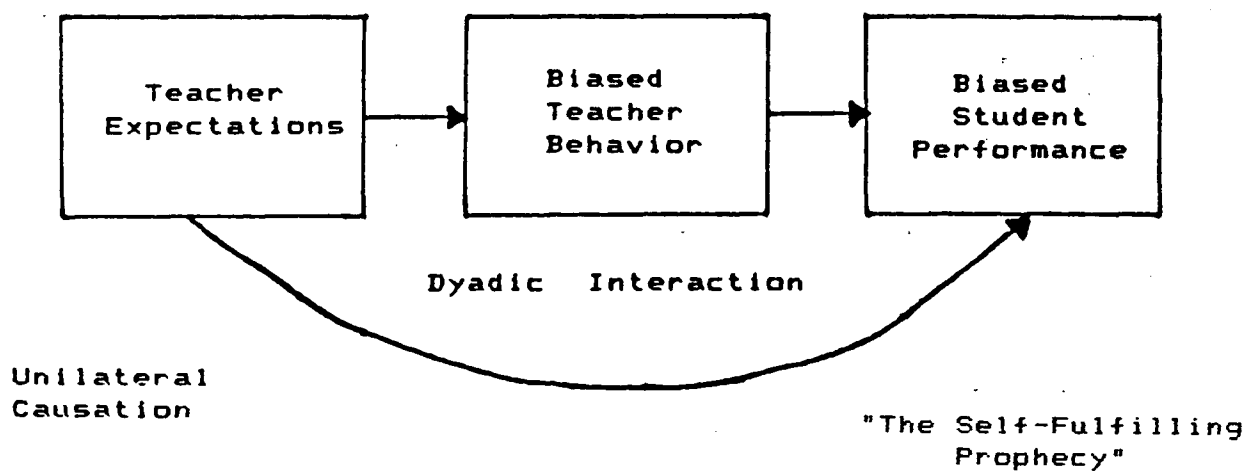 Teacher
Expectations
Biased
Teacher
Behavior
Biased
Student
Performance
Dyadic Interaction
Unilateral
Causation
"The Self-Fulfilling
Prophecy"